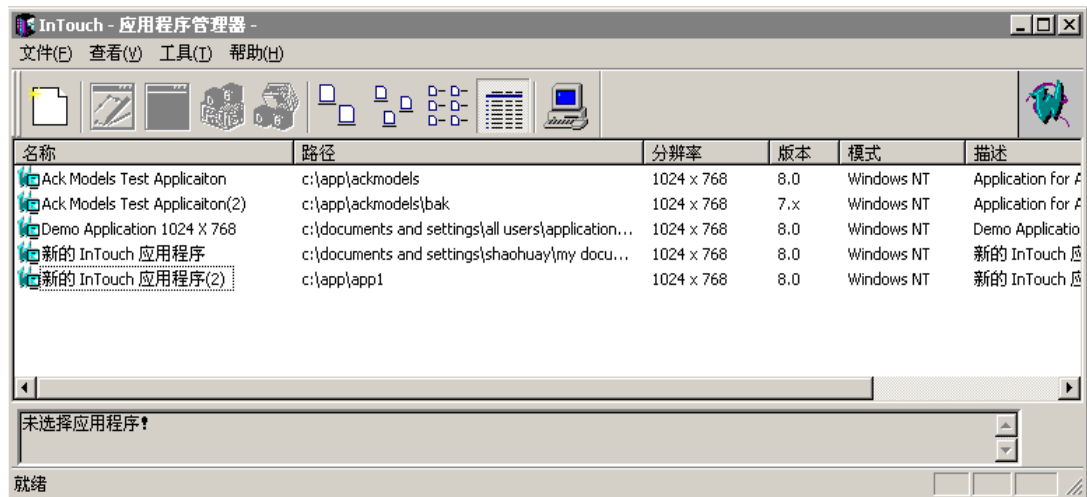 InTouch - 应用程序管理器 -
文件(F) 查看(V) 工具(T) 帮助(H)
名称 路径 分辨率 版本 模式 描述
Ack Models Test Applicaiton c:\app\ackmodels 1024 x 768 8.0 Windows NT Application for A
Ack Models Test Applicaiton(2) c:\app\ackmodels\bak 1024 x 768 7.x Windows NT Application for A
Demo Application 1024 X 768 c:\documents and settings\all users\application... 1024 x 768 8.0 Windows NT Demo Applicatio
新的 InTouch 应用程序 c:\documents and settings\shaohuay\my docu... 1024 x 768 8.0 Windows NT 新的 InTouch 应
新的 InTouch 应用程序(2) c:\app\app1 1024 x 768 8.0 Windows NT 新的 InTouch 应
未选择应用程序!
就绪